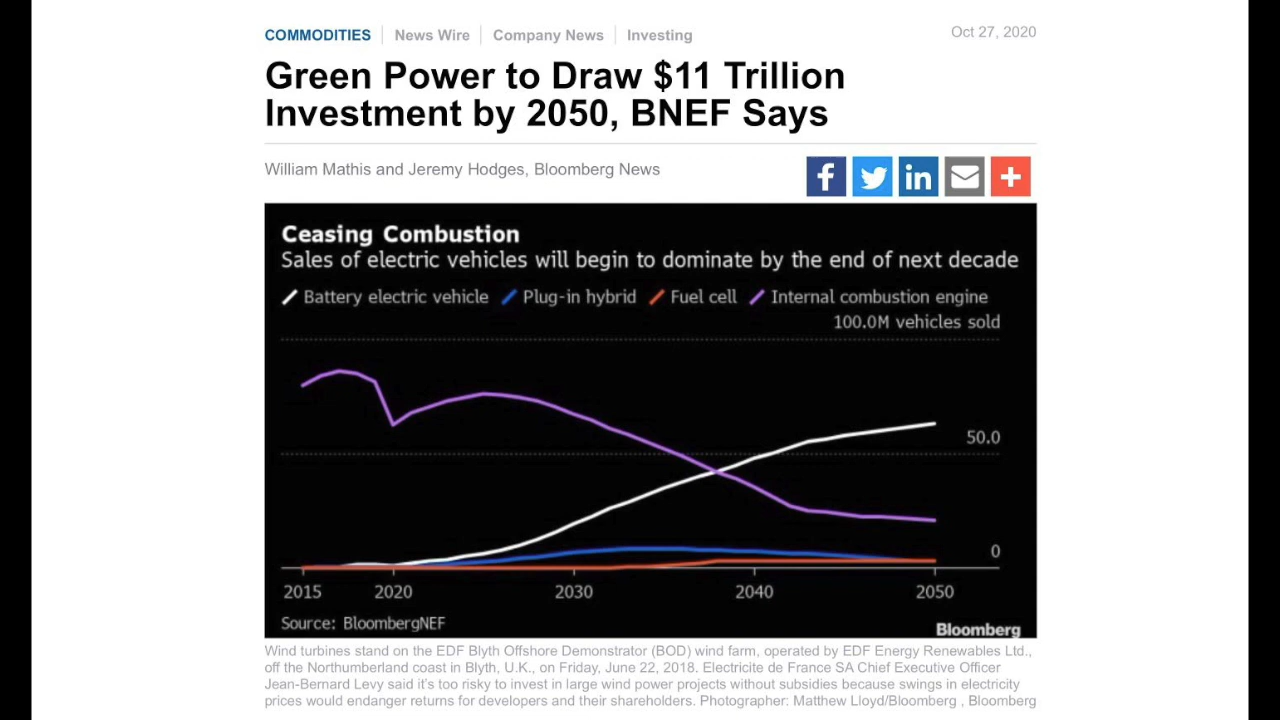 COMMODITIES News Wire Company News Investing Oct 27, 2020
Green Power to Draw $11 Trillion
Investment by 2050, BNEF Says
William Mathis and Jeremy Hodges, Bloomberg News
f in +
Ceasing Combustion
Sales of electric vehicles will begin to dominate by the end of next decade
Battery electric vehicle Plug-in hybrid Fuel cell Internal combustion engine
100.0M vehicles sold
50.0
0
2015 2020 2030 2040 2050
Source: BloombergNEF
Bloomberg
Wind turbines stand on the EDF Blyth Offshore Demonstrator (BOD) wind farm, operated by EDF Energy Renewables Ltd.,
off the Northumberland coast in Blyth, U.K., on Friday, June 22, 2018. Electricite de France SA Chief Executive Officer
Jean-Bernard Levy said it's too risky to invest in large wind power projects without subsidies because swings in electricity
prices would endanger returns for developers and their shareholders. Photographer: Matthew Lloyd/Bloomberg , Bloomberg